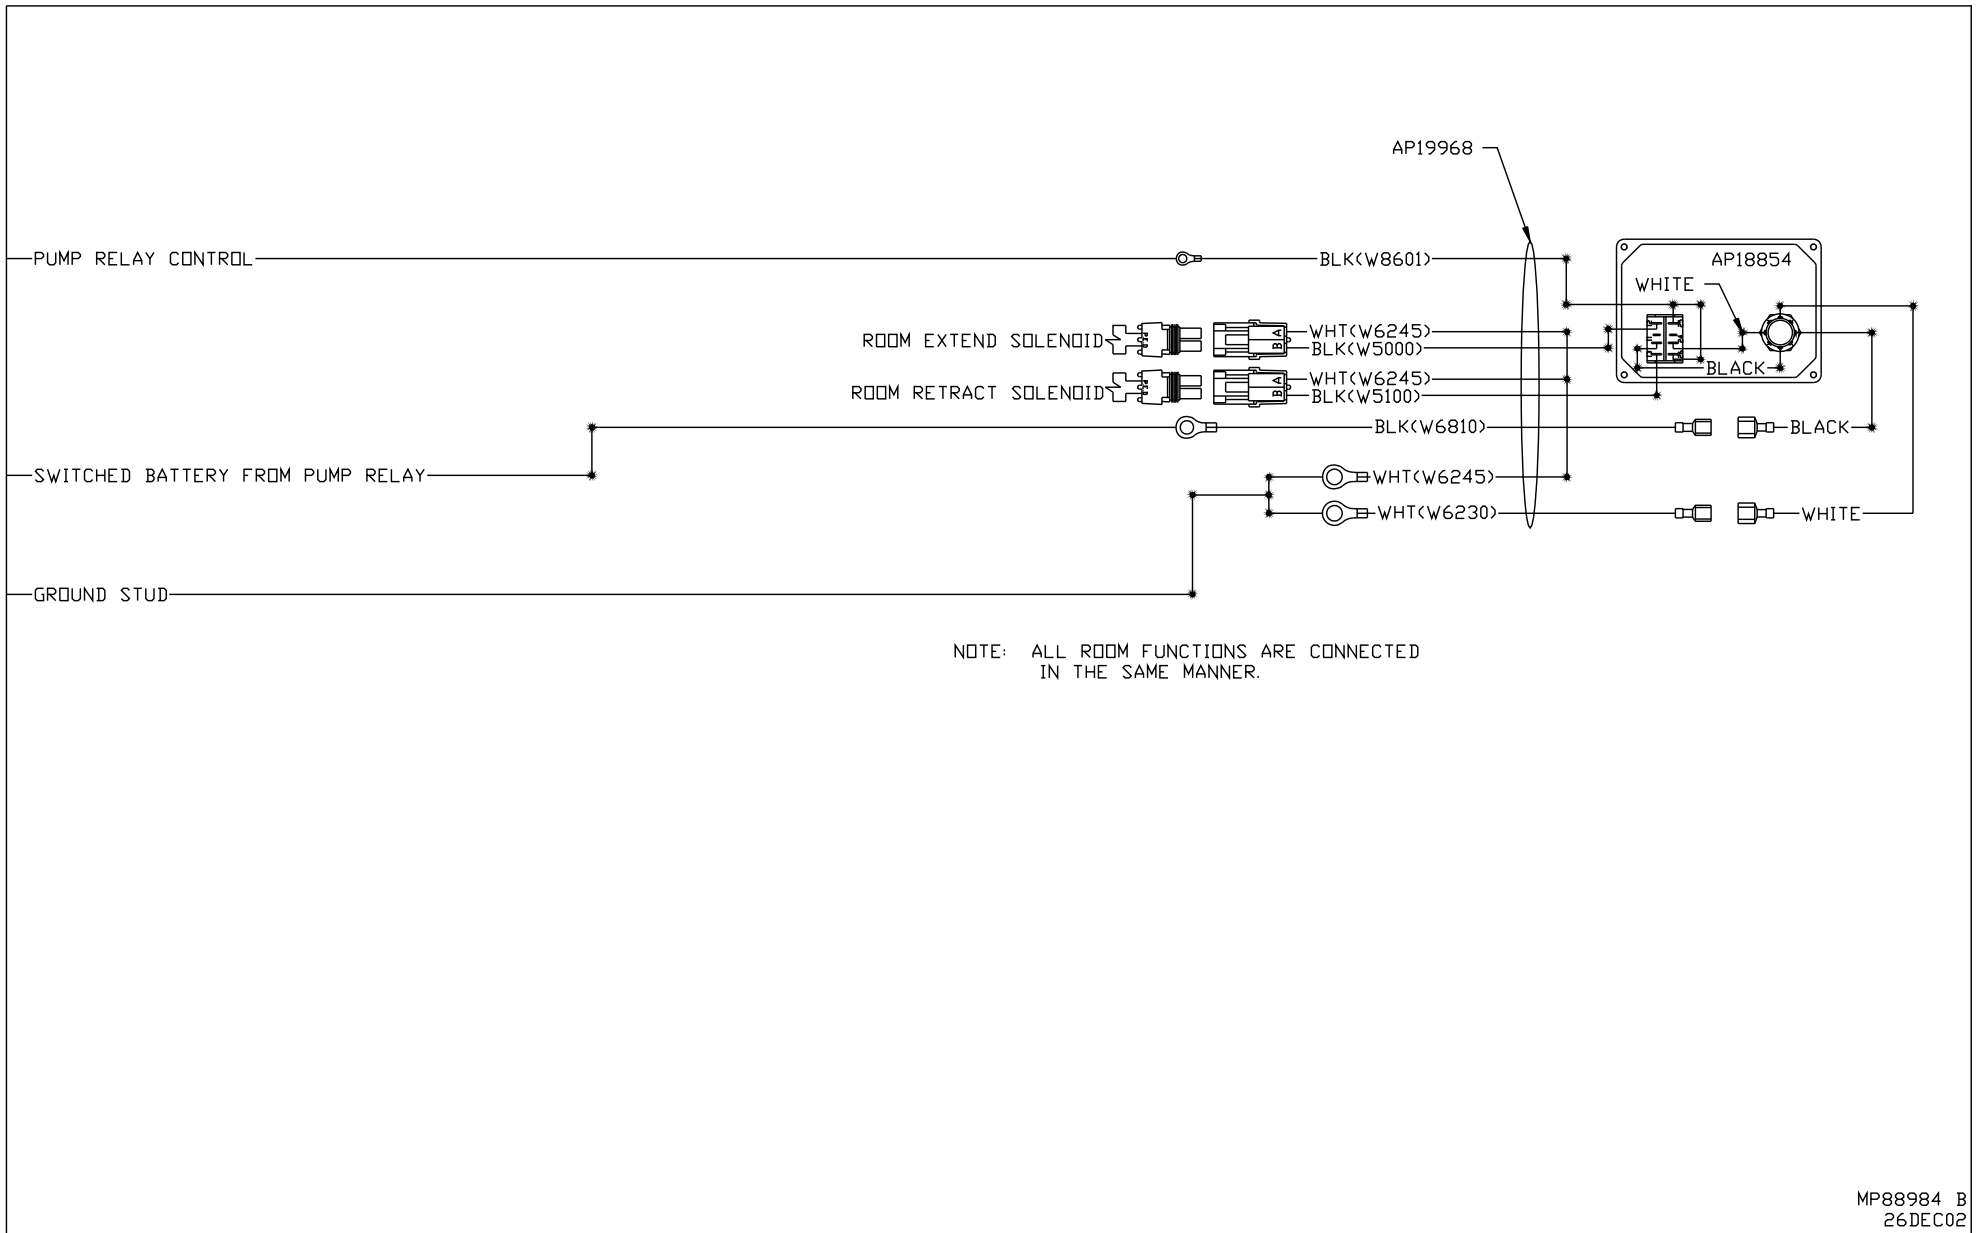 AP19968
PUMP RELAY CONTROL
BLK(W8601)
AP18854
WHITE
ROOM EXTEND SOLENOID
A
B
WHT(W6245)
BLK(W5000)
BLACK
ROOM RETRACT SOLENOID
A
B
WHT(W6245)
BLK(W5100)
BLK(W6810)
BLACK
SWITCHED BATTERY FROM PUMP RELAY
WHT(W6245)
WHT(W6230)
WHITE
GROUND STUD
NOTE: ALL ROOM FUNCTIONS ARE CONNECTED
IN THE SAME MANNER.
MP88984 B
26DEC02